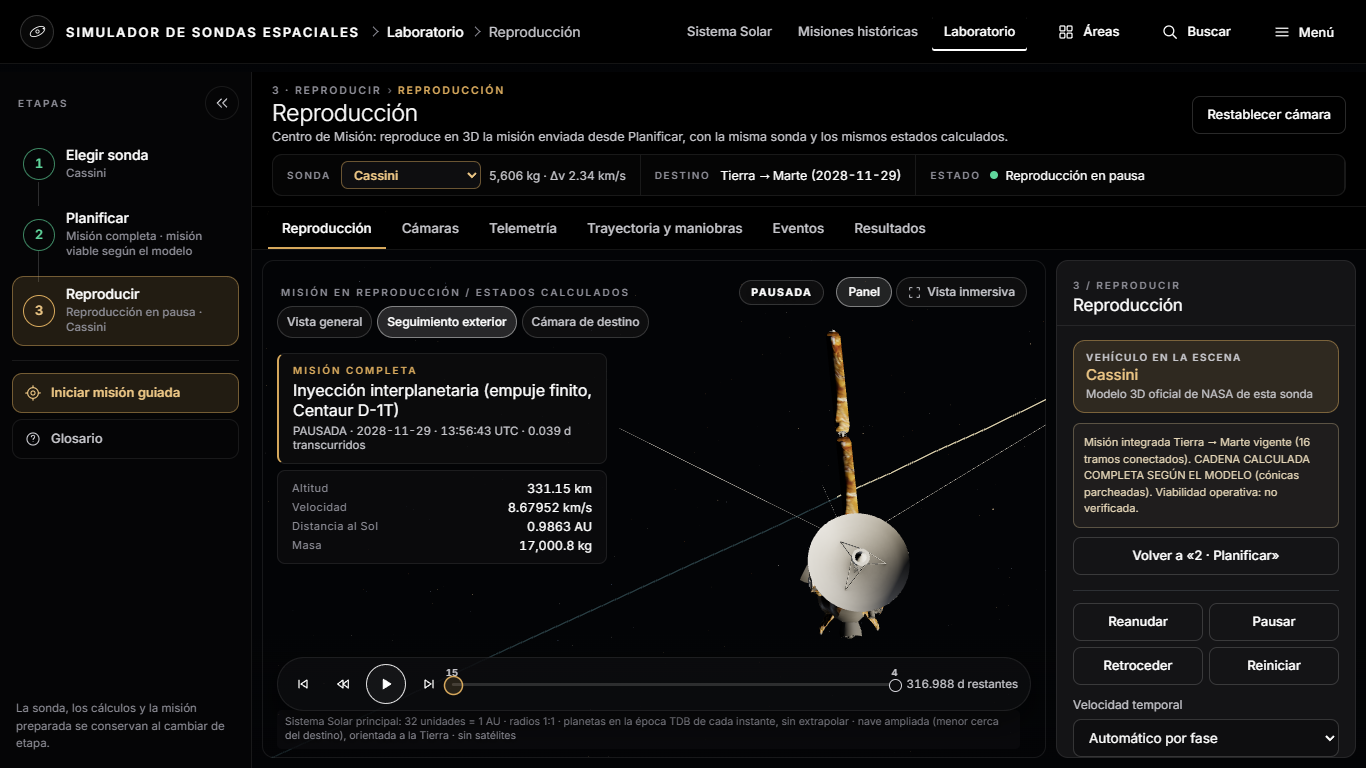 SIMULADOR DE SONDAS ESPACIALES
Laboratorio
Reproducción
Sistema Solar
Misiones históricas
Laboratorio
Áreas
Buscar
Menú
ETAPAS
1
Elegir sonda
Cassini
2
Planificar
Misión completa · misión
viable según el modelo
3
Reproducir
Reproducción en pausa ·
Cassini
Iniciar misión guiada
Glosario
La sonda, los cálculos y la misión
preparada se conservan al cambiar de
etapa.
3 · REPRODUCIR › REPRODUCCIÓN
Reproducción
Centro de Misión: reproduce en 3D la misión enviada desde Planificar, con la misma sonda y los mismos estados calculados.
Restablecer cámara
SONDA
Cassini
5,606 kg · Δv 2.34 km/s
DESTINO
Tierra → Marte (2028-11-29)
ESTADO
Reproducción en pausa
Reproducción
Cámaras
Telemetría
Trayectoria y maniobras
Eventos
Resultados
MISIÓN EN REPRODUCCIÓN / ESTADOS CALCULADOS
PAUSADA
Panel
Vista inmersiva
Vista general
Seguimiento exterior
Cámara de destino
MISIÓN COMPLETA
Inyección interplanetaria (empuje finito,
Centaur D-1T)
PAUSADA · 2028-11-29 · 13:56:43 UTC · 0.039 d
transcurridos
Altitud 331.15 km
Velocidad 8.67952 km/s
Distancia al Sol 0.9863 AU
Masa 17,000.8 kg
15
4
316.988 d restantes
Sistema Solar principal: 32 unidades = 1 AU · radios 1:1 · planetas en la época TDB de cada instante, sin extrapolar · nave ampliada (menor cerca
del destino), orientada a la Tierra · sin satélites
3 / REPRODUCIR
Reproducción
VEHÍCULO EN LA ESCENA
Cassini
Modelo 3D oficial de NASA de esta sonda
Misión integrada Tierra → Marte vigente (16
tramos conectados). CADENA CALCULADA
COMPLETA SEGÚN EL MODELO (cónicas
parcheadas). Viabilidad operativa: no
verificada.
Volver a «2 · Planificar»
Reanudar
Pausar
Retroceder
Reiniciar
Velocidad temporal
Automático por fase